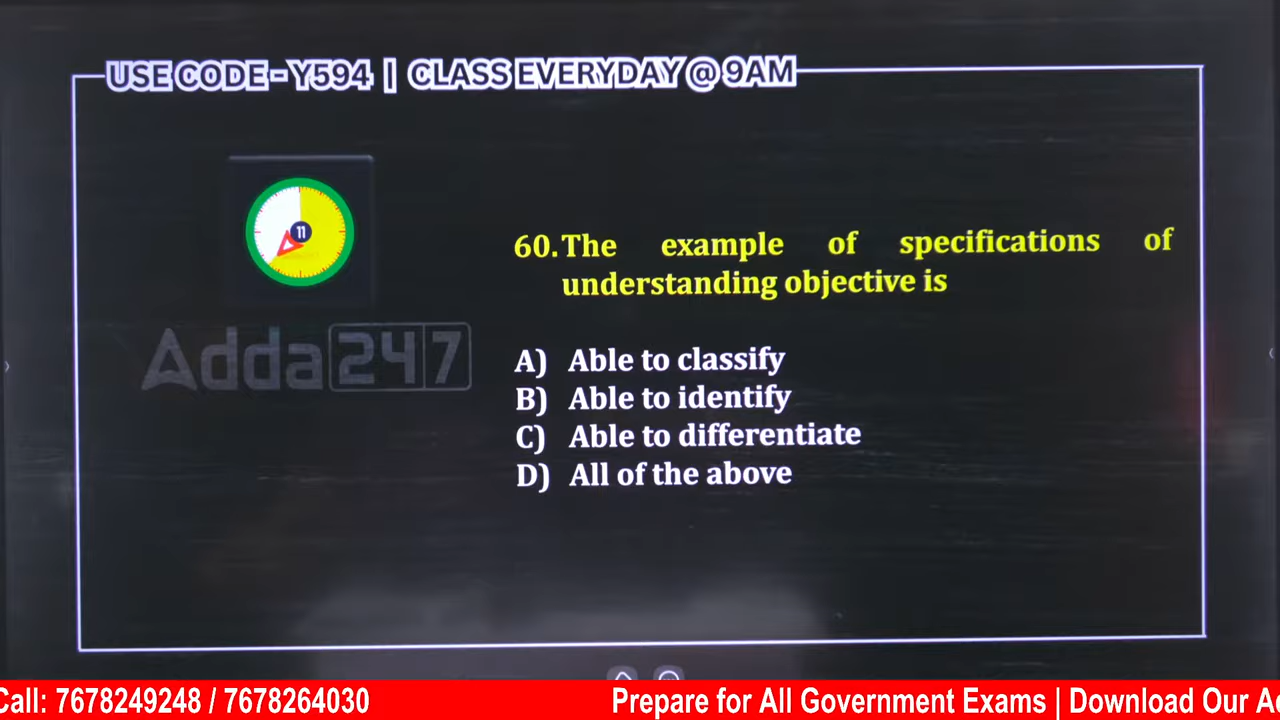 USE CODE - Y594 | CLASS EVERYDAY @ 9AM
11
60. The example of specifications of
understanding objective is
Adda247
A) Able to classify
B) Able to identify
C) Able to differentiate
D) All of the above
Call: 7678249248 / 7678264030 Prepare for All Government Exams | Download Our